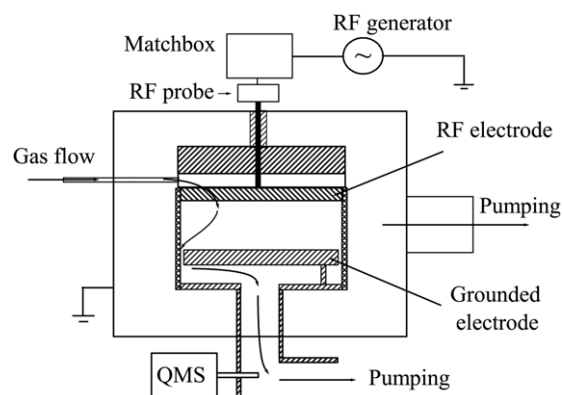 RF generator
Matchbox
~
RF probe
RF electrode
Gas flow
Pumping
Grounded
electrode
QMS
Pumping